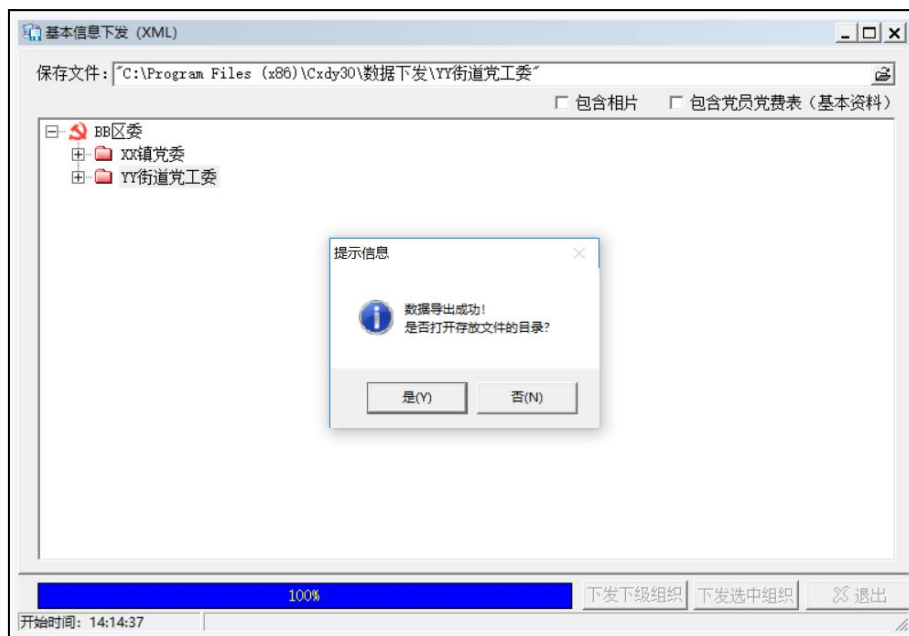 基本信息下发 (XML)
保存文件: "C:\Program Files (x86)\Cxdy30\数据下发\YY街道党工委"
包含相片 包含党员党费表(基本资料)
BB区委
XX镇党委
YY街道党工委
提示信息
数据导出成功!
是否打开存放文件的目录?
是(Y) 否(N)
100% 下发下级组织 下发选中组织 退出
开始时间: 14:14:37